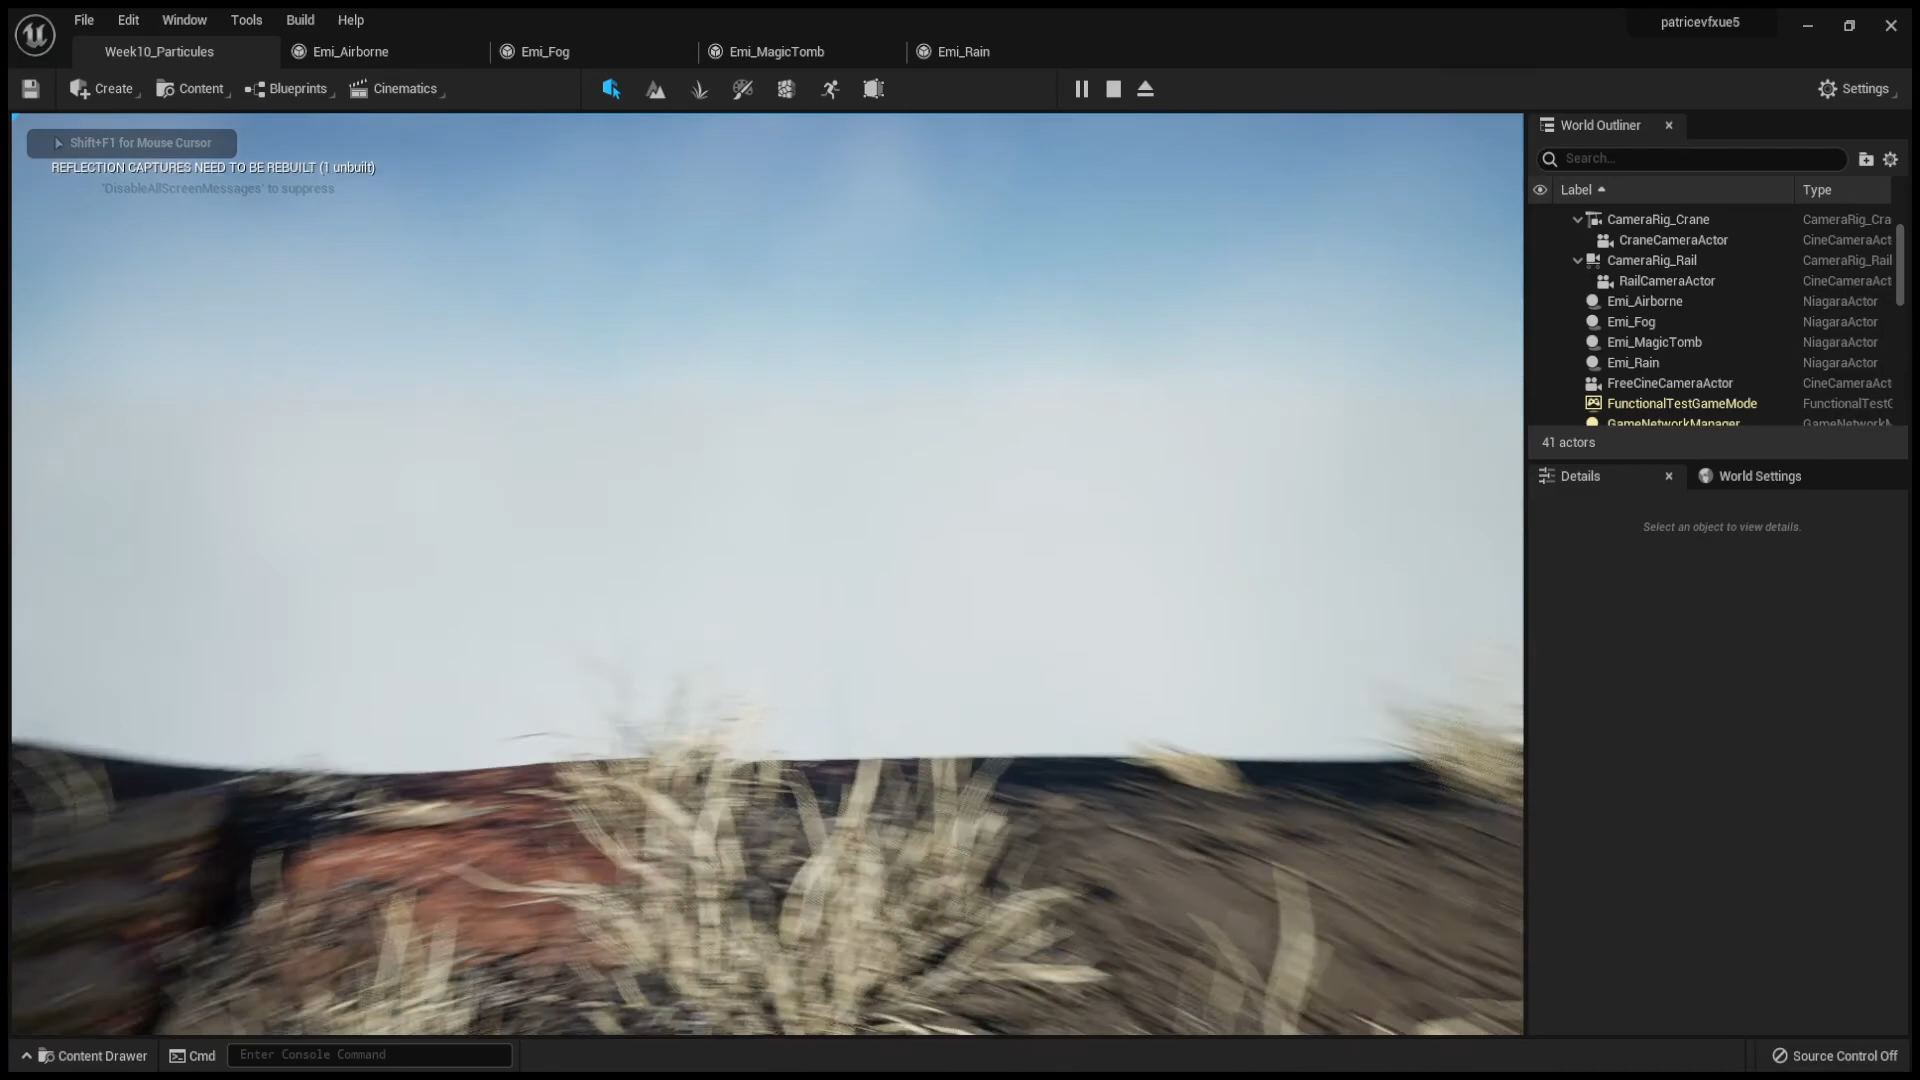 File Edit Window Tools Build Help
patricevfxue5
Week10_Particules Emi_Airborne Emi_Fog Emi_MagicTomb Emi_Rain
Create Content Blueprints Cinematics Settings
World Outliner
Shift+F1 for Mouse Cursor
REFLECTION CAPTURES NEED TO BE REBUILT (1 unbuilt)
'DisableAllScreenMessages' to suppress
Search...
Label Type
CameraRig_Crane CameraRig_Cra
CraneCameraActor CineCameraAct
CameraRig_Rail CameraRig_Rail
RailCameraActor CineCameraAct
Emi_Airborne NiagaraActor
Emi_Fog NiagaraActor
Emi_MagicTomb NiagaraActor
Emi_Rain NiagaraActor
FreeCineCameraActor CineCameraAct
FunctionalTestGameMode FunctionalTestG
GameNetworkManager GameNetworkM
41 actors
Details World Settings
Select an object to view details.
Content Drawer Cmd Enter Console Command Source Control Off